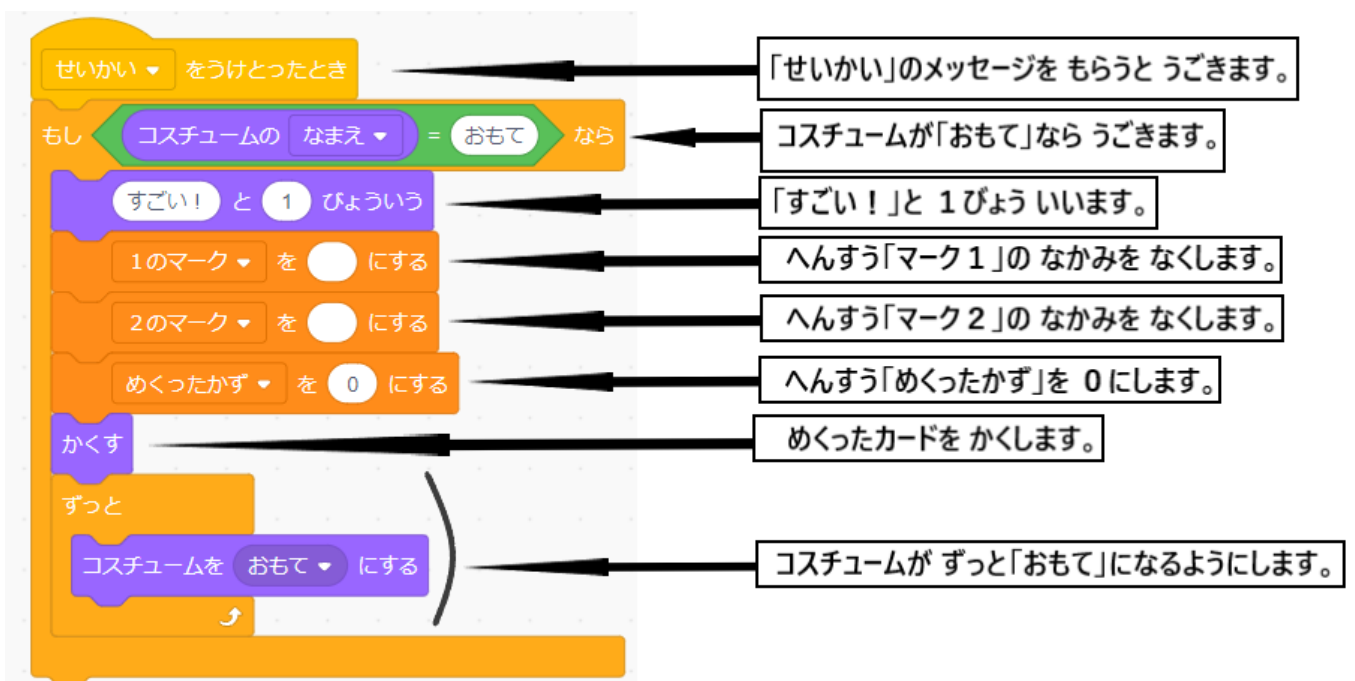 せいかい をうけとったとき
「せいかい」のメッセージを もらうと うごきます。
もし コスチュームの なまえ = おもて なら
コスチュームが「おもて」なら うごきます。
すごい! と 1 びょういう
「すごい!」と 1びょう いいます。
1のマーク を にする
へんすう「マーク1」の なかみを なくします。
2のマーク を にする
へんすう「マーク2」の なかみを なくします。
めくったかず を 0 にする
へんすう「めくったかず」を 0にします。
かくす
めくったカードを かくします。
ずっと
コスチュームを おもて にする
コスチュームが ずっと「おもて」になるようにします。